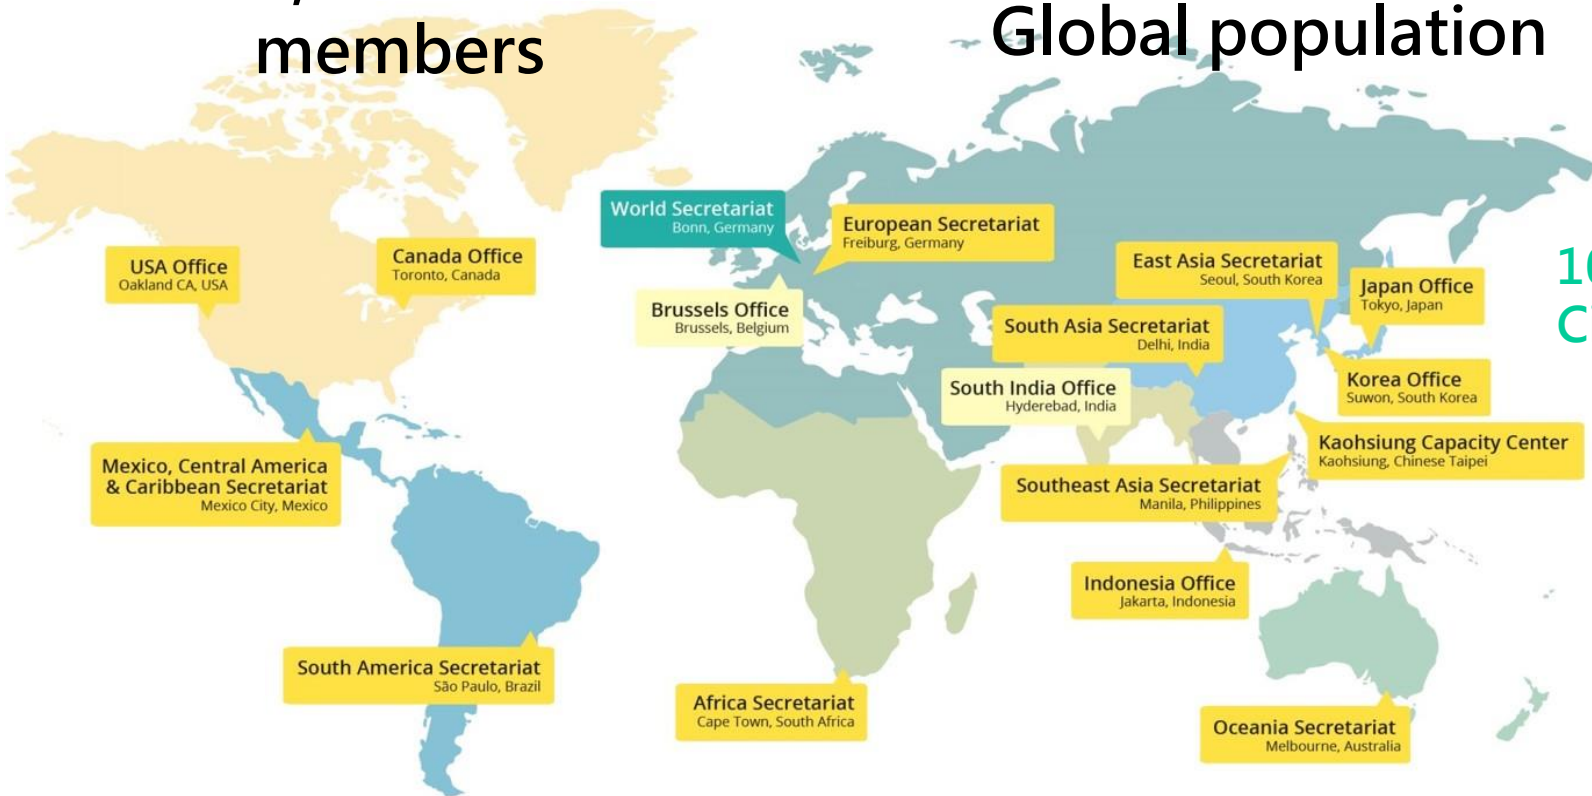 members
Global population
World Secretariat
Bonn, Germany
European Secretariat
Freiburg, Germany
USA Office
Oakland CA, USA
Canada Office
Toronto, Canada
East Asia Secretariat
Seoul, South Korea
Japan Office
Tokyo, Japan
Brussels Office
Brussels, Belgium
South Asia Secretariat
Delhi, India
South India Office
Hyderebad, India
Korea Office
Suwon, South Korea
Kaohsiung Capacity Center
Kaohsiung, Chinese Taipei
Mexico, Central America
& Caribbean Secretariat
Mexico City, Mexico
Southeast Asia Secretariat
Manila, Philippines
Indonesia Office
Jakarta, Indonesia
South America Secretariat
São Paulo, Brazil
Africa Secretariat
Cape Town, South Africa
Oceania Secretariat
Melbourne, Australia